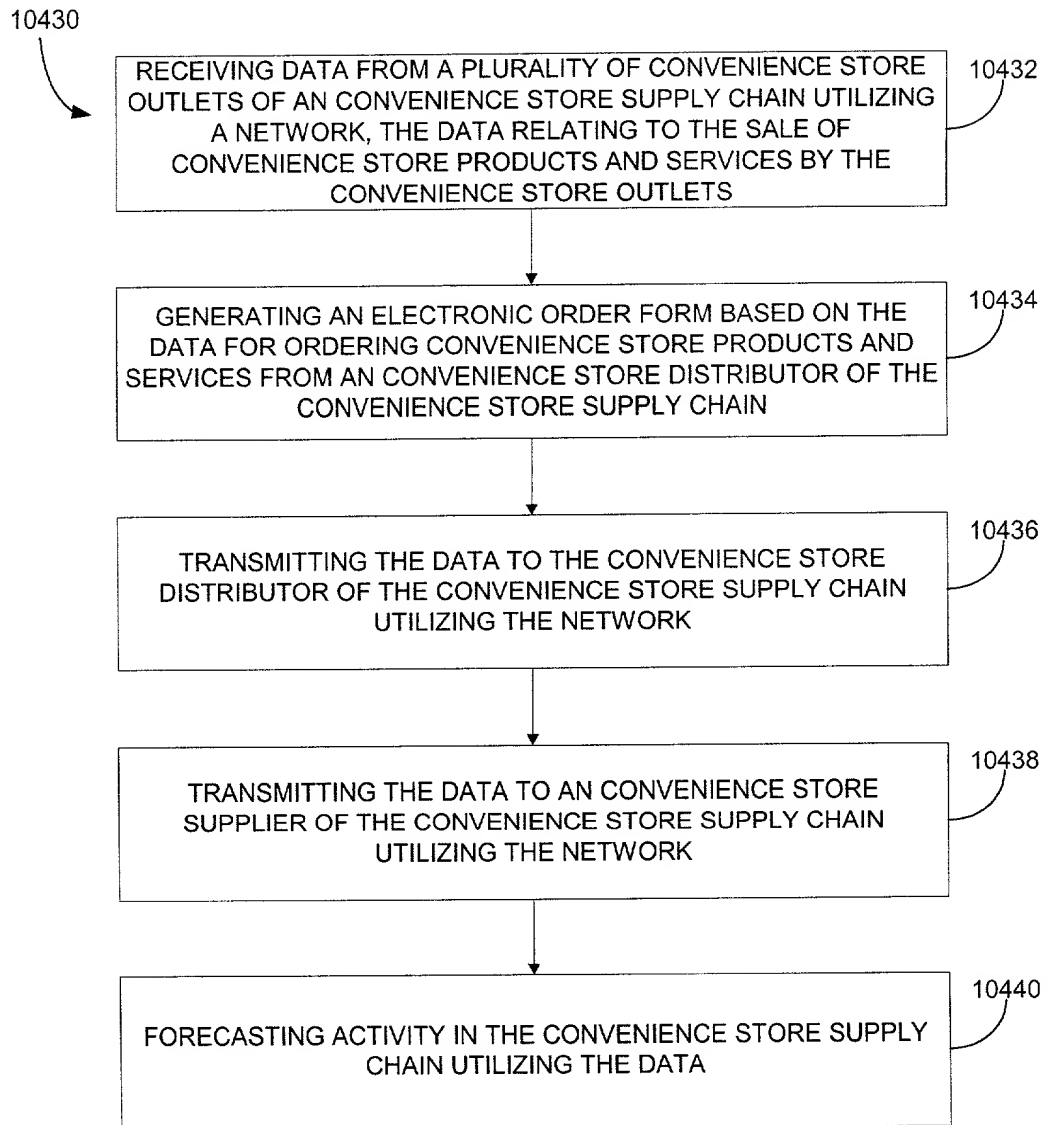 10430
RECEIVING DATA FROM A PLURALITY OF CONVENIENCE STORE
OUTLETS OF AN CONVENIENCE STORE SUPPLY CHAIN UTILIZING
A NETWORK, THE DATA RELATING TO THE SALE OF
CONVENIENCE STORE PRODUCTS AND SERVICES BY THE
CONVENIENCE STORE OUTLETS
10432
GENERATING AN ELECTRONIC ORDER FORM BASED ON THE
DATA FOR ORDERING CONVENIENCE STORE PRODUCTS AND
SERVICES FROM AN CONVENIENCE STORE DISTRIBUTOR OF THE
CONVENIENCE STORE SUPPLY CHAIN
10434
TRANSMITTING THE DATA TO THE CONVENIENCE STORE
DISTRIBUTOR OF THE CONVENIENCE STORE SUPPLY CHAIN
UTILIZING THE NETWORK
10436
TRANSMITTING THE DATA TO AN CONVENIENCE STORE
SUPPLIER OF THE CONVENIENCE STORE SUPPLY CHAIN
UTILIZING THE NETWORK
10438
FORECASTING ACTIVITY IN THE CONVENIENCE STORE SUPPLY
CHAIN UTILIZING THE DATA
10440